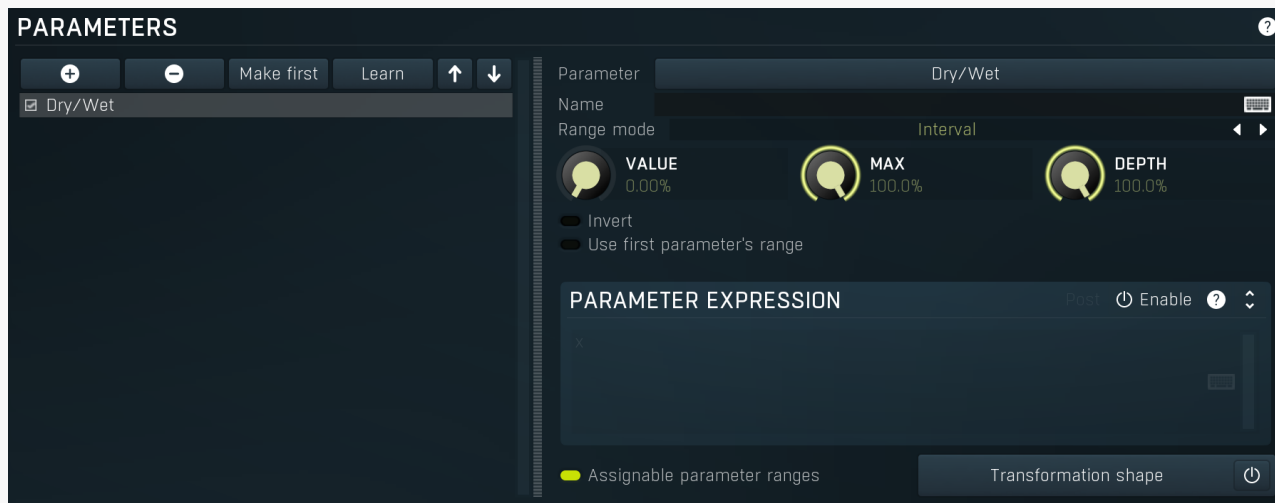 PARAMETERS
?
Make first
Learn
Dry/Wet
Parameter
Dry/Wet
Name
Range mode
Interval
VALUE
0.00%
MAX
100.0%
DEPTH
100.0%
Invert
Use first parameter's range
PARAMETER EXPRESSION
Post
Enable
?
x
Assignable parameter ranges
Transformation shape